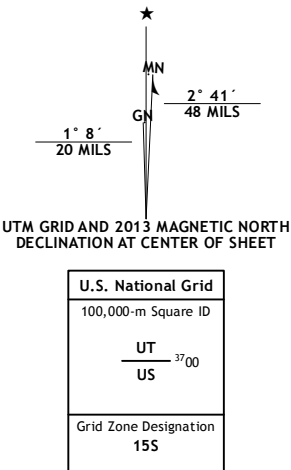 ★
MN
GN
2° 41´
48 MILS
1° 8´
20 MILS
UTM GRID AND 2013 MAGNETIC NORTH
DECLINATION AT CENTER OF SHEET
U.S. National Grid
100,000-m Square ID
UT
US
3700
Grid Zone Designation
15S